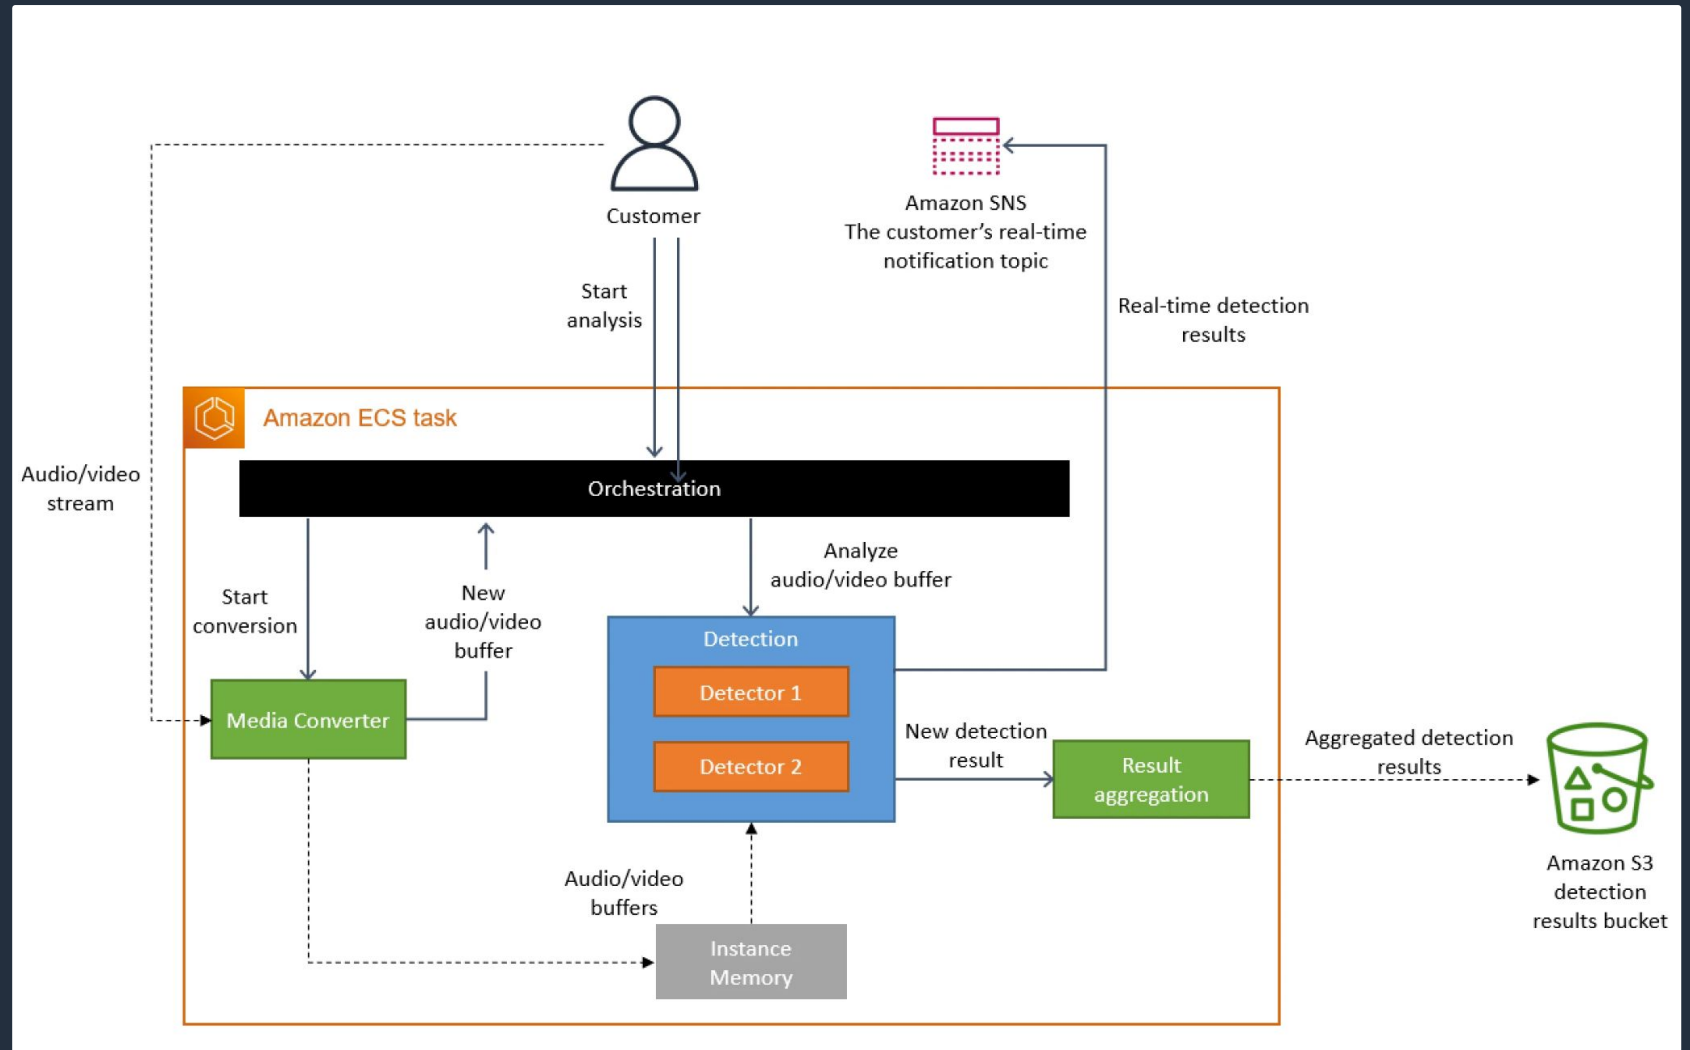 Customer
Amazon SNS
The customer’s real-time
notification topic
Start
analysis
Real-time detection
results
Amazon ECS task
Audio/video
stream
Orchestration
Analyze
audio/video buffer
Start
conversion
New
audio/video
buffer
Detection
Detector 1
Detector 2
Media Converter
New detection
result
Result
aggregation
Aggregated detection
results
Amazon S3
detection
results bucket
Audio/video
buffers
Instance
Memory